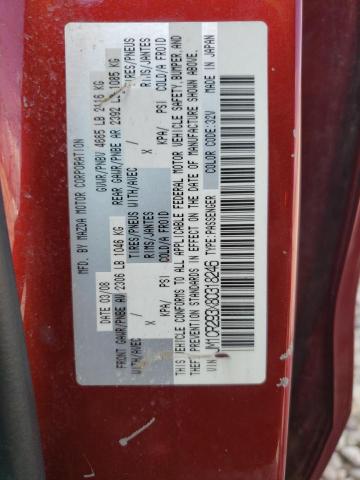 MFD. BY MAZDA MOTOR CORPORATION
03/08 GVWR/PNBV 4665 LB 2116 KG
FRONT GAWR/PNBE AV 2306 LB 1046 KG REAR GAWR/PNBE AR 2392 LB 1085 KG
WITH/AVEC TIRES/PNEUS WITH/AVEC TIRES/PNEUS
X RIMS/JANTES X RIMS/JANTES
KPA/ PSI COLD/A FROID KPA/ PSI COLD/A FROID
THIS VEHICLE CONFORMS TO ALL APPLICABLE FEDERAL MOTOR VEHICLE SAFETY, BUMPER, AND
THEFT PREVENTION STANDARDS IN EFFECT ON THE DATE OF MANUFACTURE SHOWN ABOVE.
VIN: TYPE: PASSENGER COLOR CODE: 32V MADE IN JAPAN